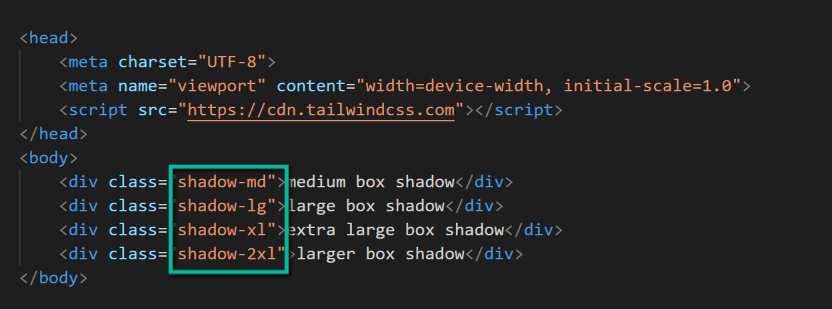 <head>
<meta charset="UTF-8">
<meta name="viewport" content="width=device-width, initial-scale=1.0">
<script src="https://cdn.tailwindcss.com"></script>
</head>
<body>
<div class="shadow-md">medium box shadow</div>
<div class="shadow-lg">large box shadow</div>
<div class="shadow-xl">extra large box shadow</div>
<div class="shadow-2xl">larger box shadow</div>
</body>